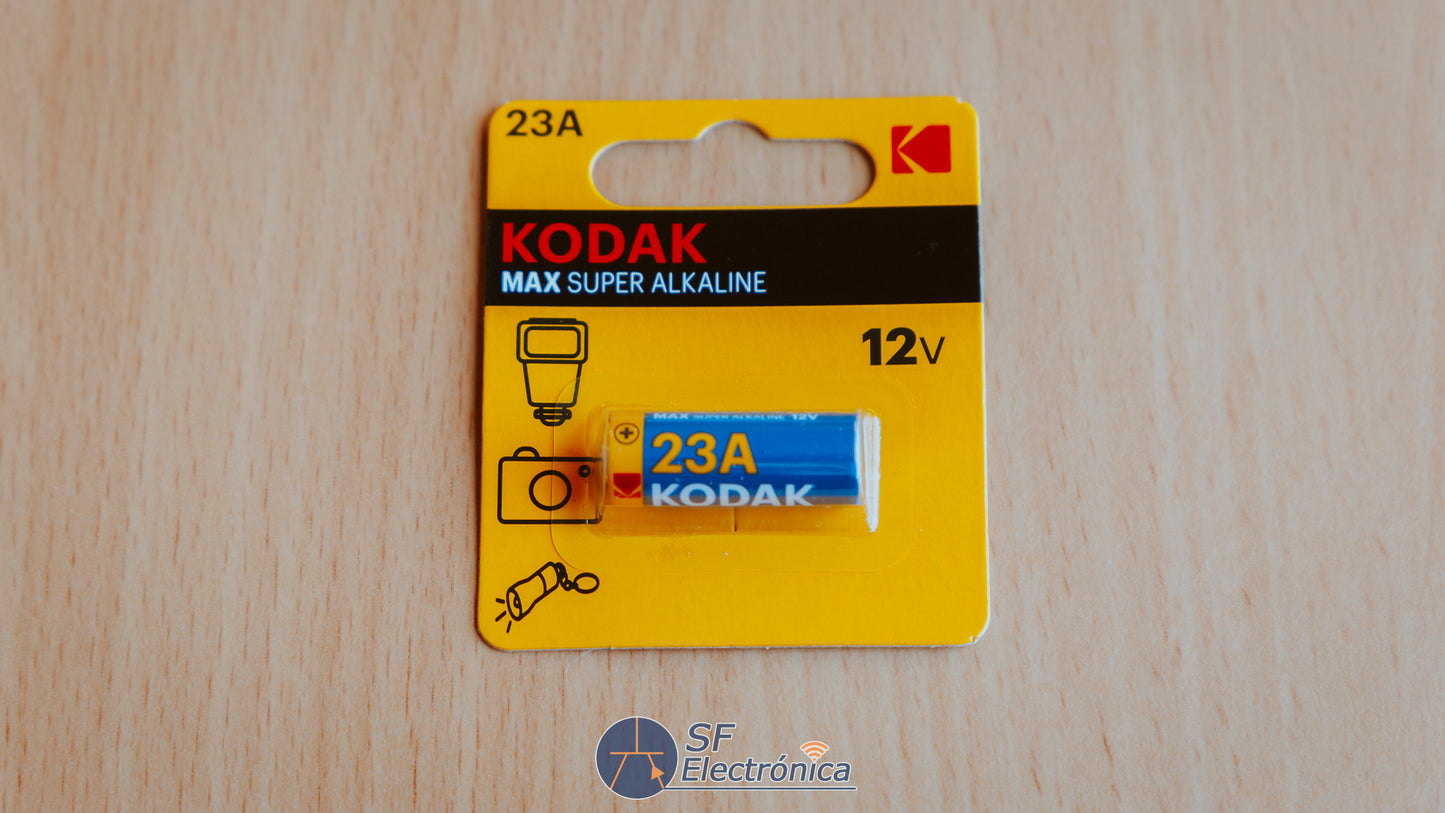 23A
KODAK
MAX SUPER ALKALINE
12V
MAX SUPER ALKALINE 12V
23A
KODAK
SF
Electrónica